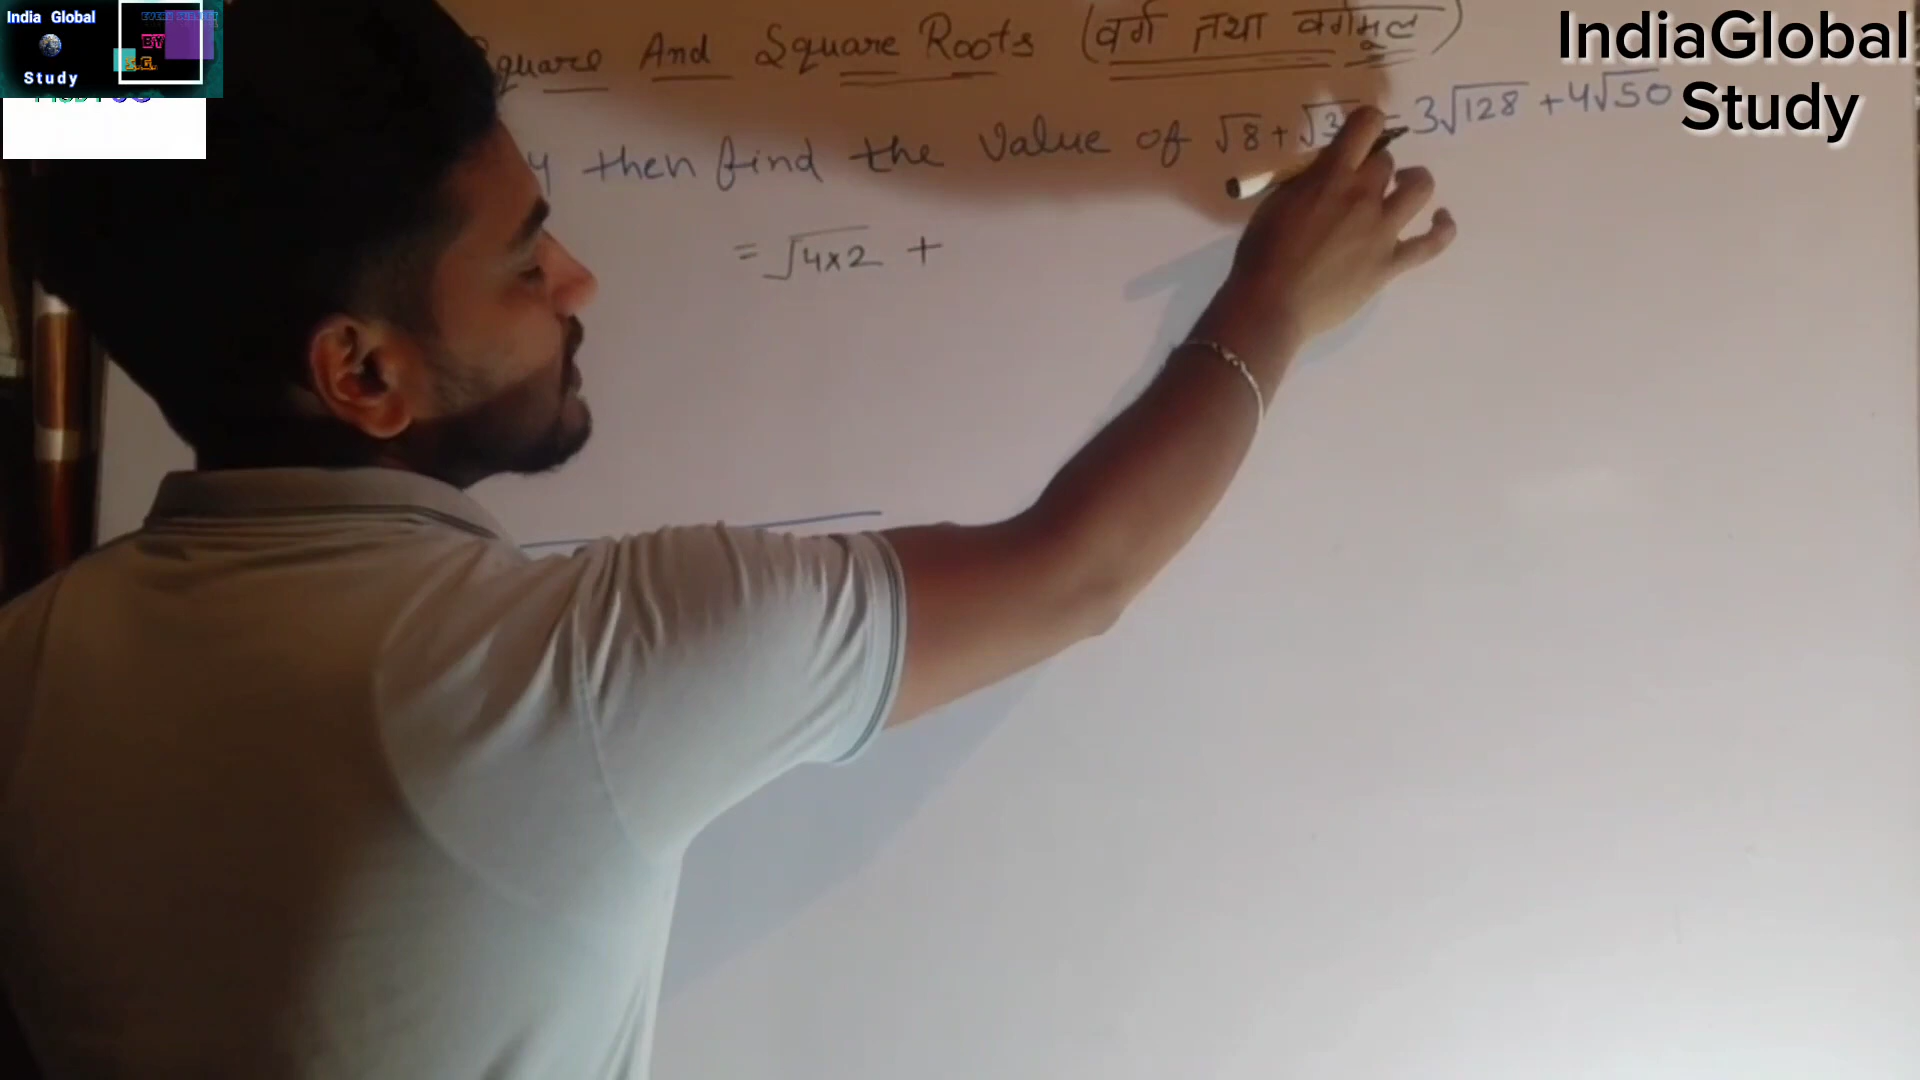 India Global
Study
BY
S.G.
IndiaGlobal
Study
Square And Square Roots (वर्ग तथा वर्गमूल)
then find the value of √8 + √3 - 3√128 + 4√50
= √4×2 +